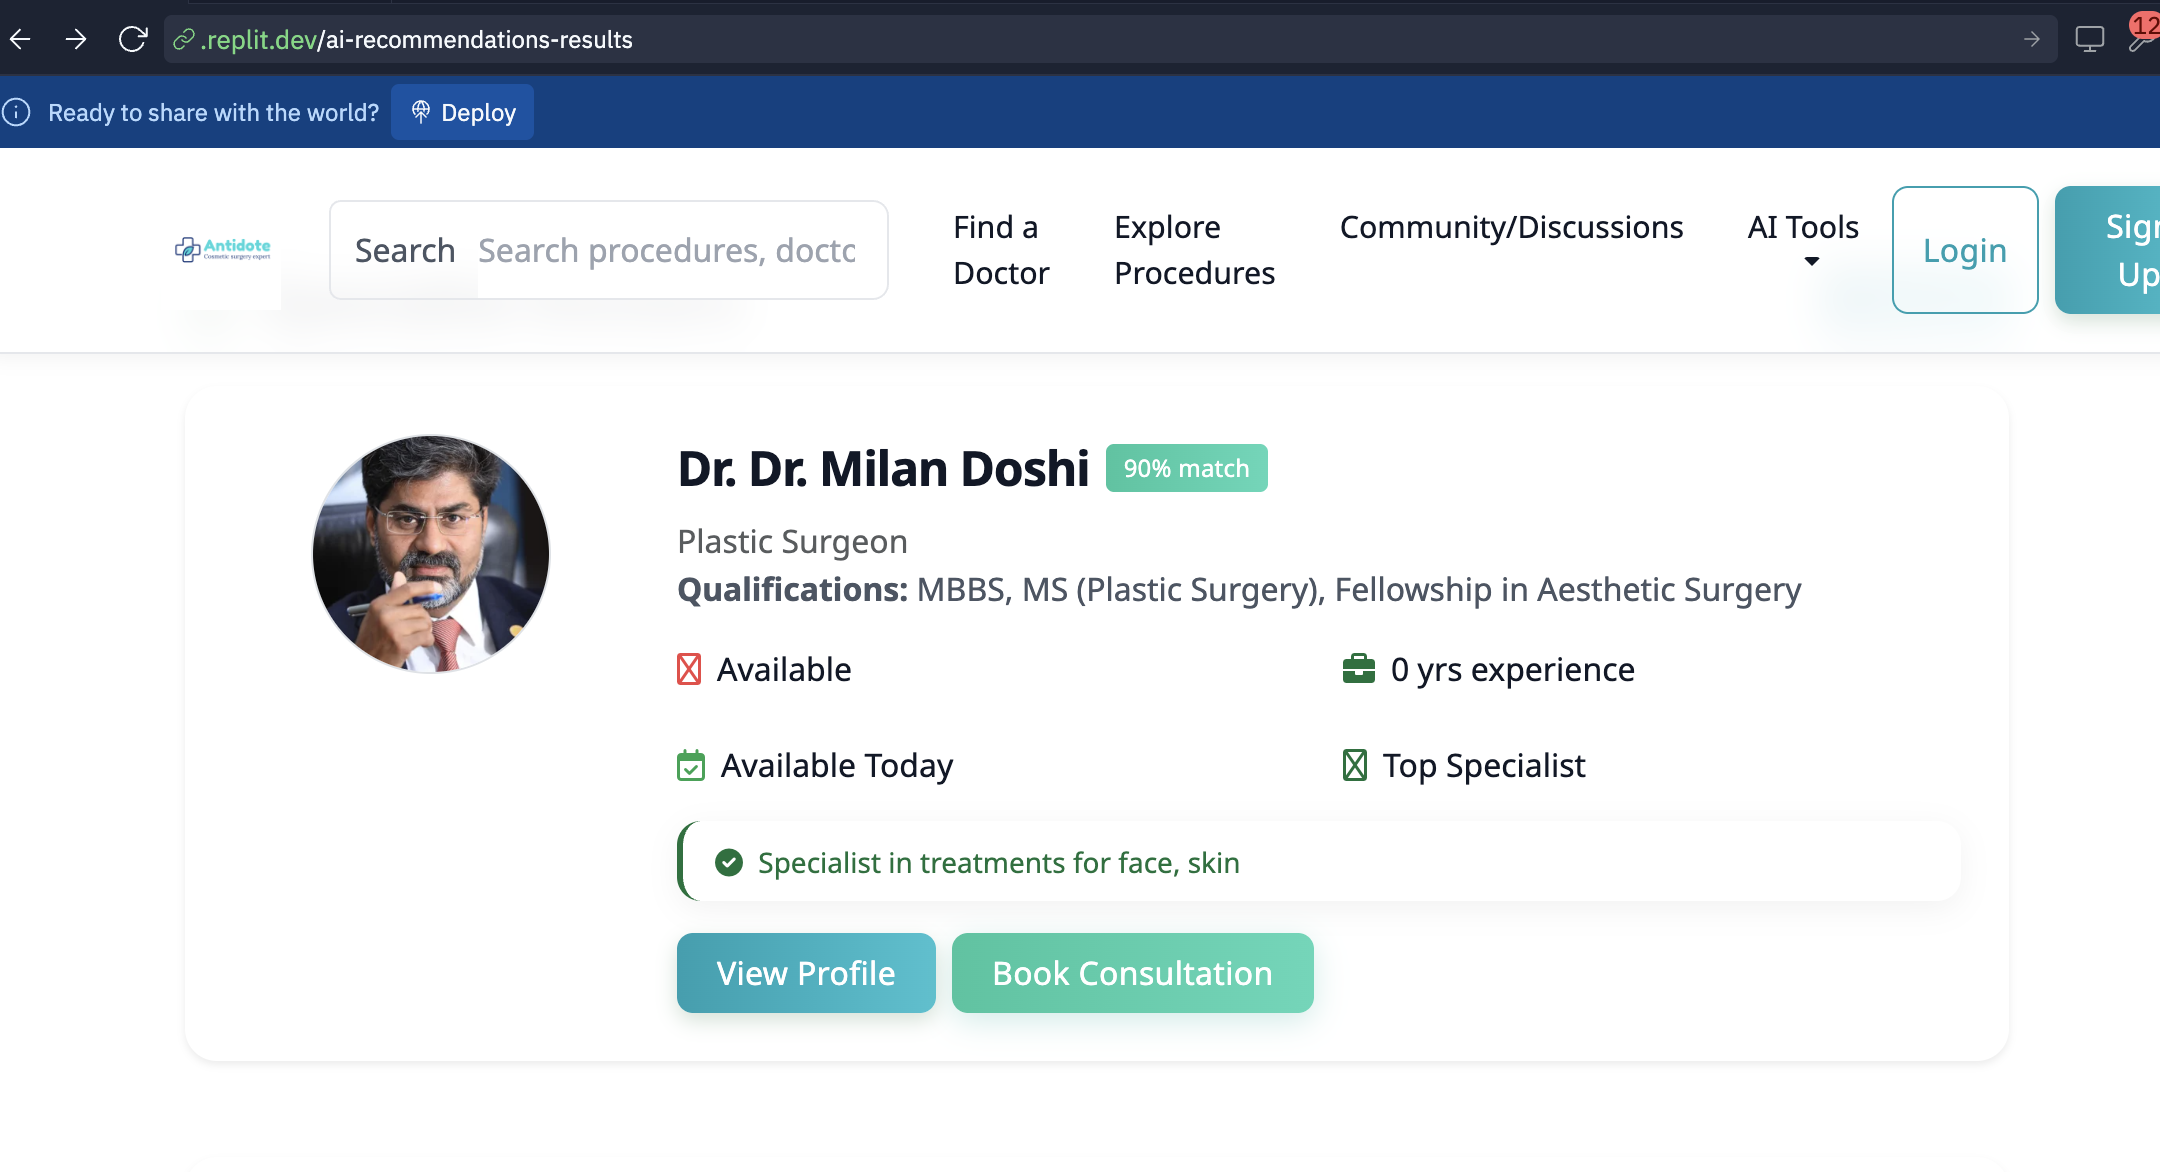 .replit.dev/ai-recommendations-results
12
Ready to share with the world?
Deploy
Antidote
Cosmetic surgery expert
Search
Search procedures, docto
Find a
Doctor
Explore
Procedures
Community/Discussions
AI Tools
Login
Sign
Up
Dr. Dr. Milan Doshi
90% match
Plastic Surgeon
Qualifications: MBBS, MS (Plastic Surgery), Fellowship in Aesthetic Surgery
Available
0 yrs experience
Available Today
Top Specialist
Specialist in treatments for face, skin
View Profile
Book Consultation